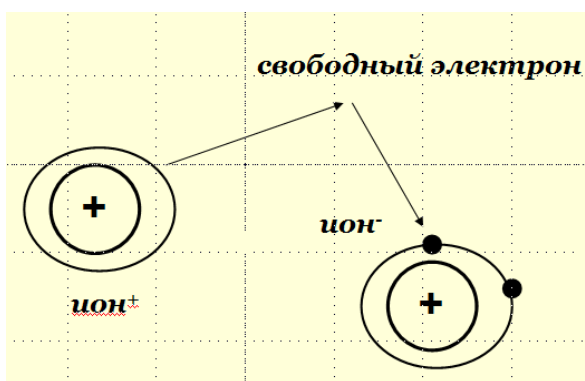 свободный электрон
+
ион⁻
ион⁺
+